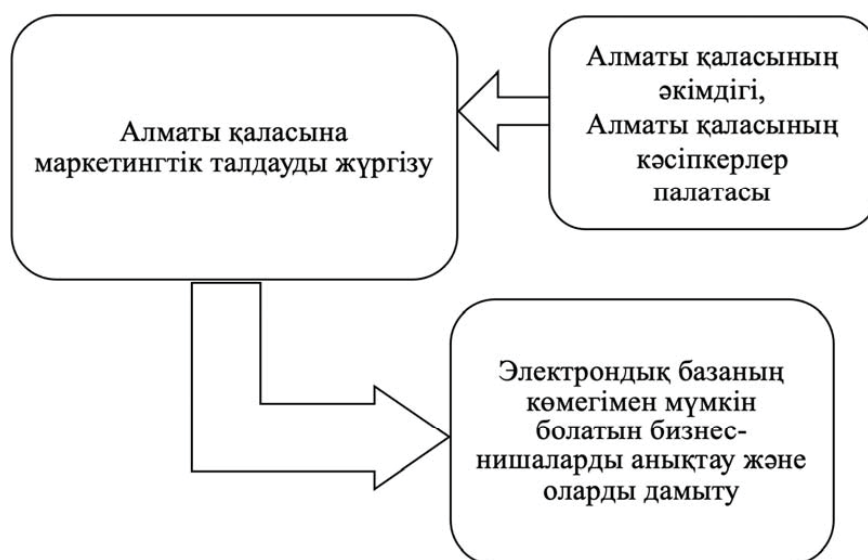 Алматы қаласына
маркетингтік талдауды жүргізу
Алматы қаласының
әкімдігі,
Алматы қаласының
кәсіпкерлер
палатасы
Электрондық базаның
көмегімен мүмкін
болатын бизнес-
нишаларды анықтау және
оларды дамыту